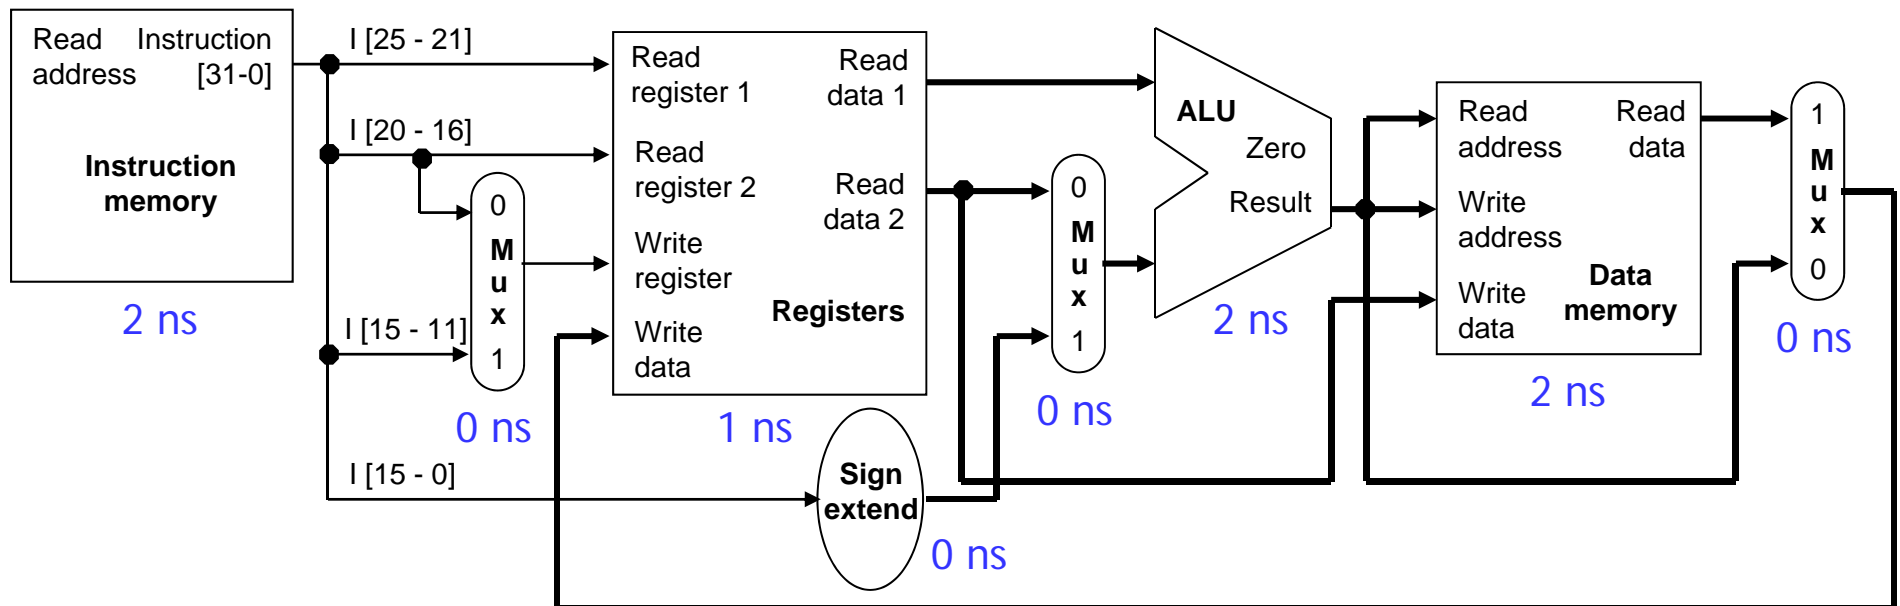 Read Instruction
address [31-0]
Instruction
memory
2 ns
I [25 - 21]
I [20 - 16]
I [15 - 11]
I [15 - 0]
0
M
u
x
1
0 ns
Read
register 1
Read
data 1
Read
register 2
Read
data 2
Write
register
Registers
Write
data
1 ns
Sign
extend
0 ns
0
M
u
x
1
0 ns
ALU
Zero
Result
2 ns
Read
address
Read
data
Write
address
Write
data
Data
memory
2 ns
1
M
u
x
0
0 ns